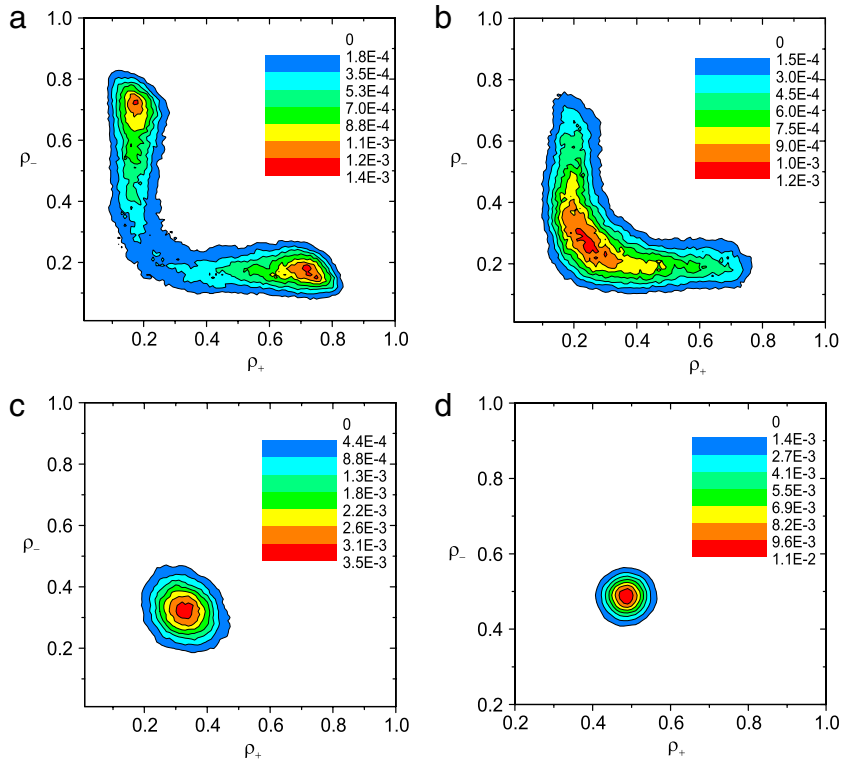 a
1.0
0.8
0.6
0.4
0.2
ρ₋
0.2 0.4 0.6 0.8 1.0
ρ₊
0
1.8E-4
3.5E-4
5.3E-4
7.0E-4
8.8E-4
1.1E-3
1.2E-3
1.4E-3
b
1.0
0.8
0.6
0.4
0.2
ρ₋
0.2 0.4 0.6 0.8 1.0
ρ₊
0
1.5E-4
3.0E-4
4.5E-4
6.0E-4
7.5E-4
9.0E-4
1.0E-3
1.2E-3
c
1.0
0.8
0.6
0.4
0.2
ρ₋
0.2 0.4 0.6 0.8 1.0
ρ₊
0
4.4E-4
8.8E-4
1.3E-3
1.8E-3
2.2E-3
2.6E-3
3.1E-3
3.5E-3
d
1.0
0.8
0.6
0.4
0.2
ρ₋
0.2 0.4 0.6 0.8 1.0
ρ₊
0
1.4E-3
2.7E-3
4.1E-3
5.5E-3
6.9E-3
8.2E-3
9.6E-3
1.1E-2